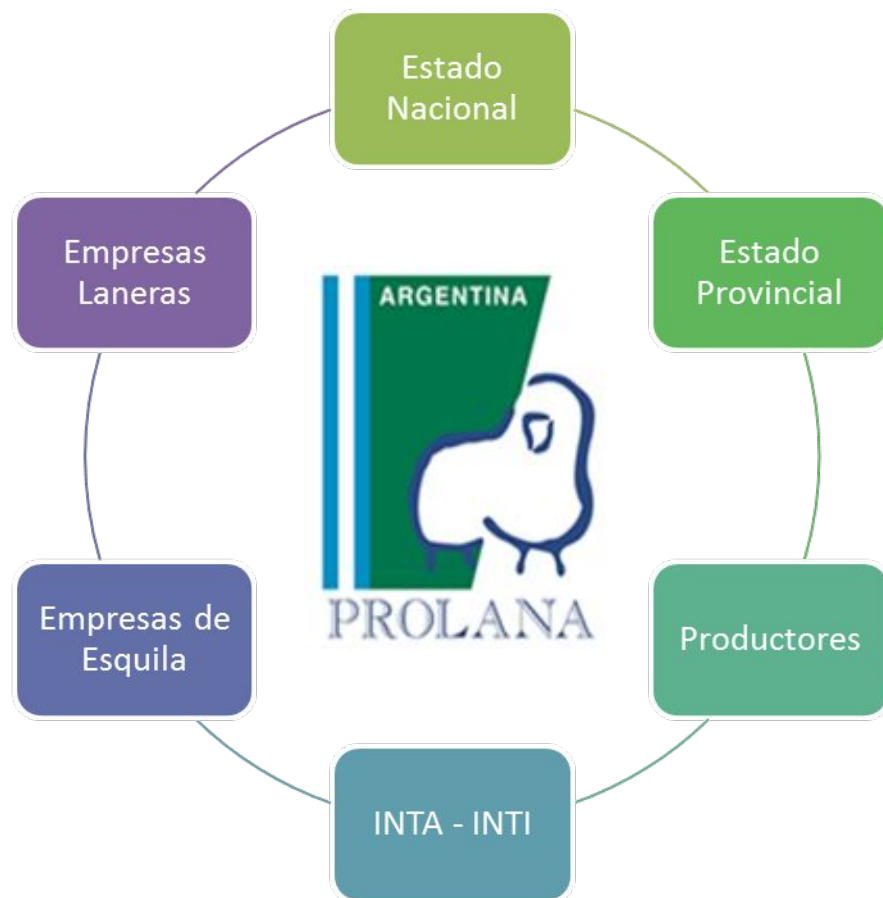 Estado
Nacional
Empresas
Laneras
Estado
Provincial
ARGENTINA
PROLANA
Empresas de
Esquila
Productores
INTA - INTI